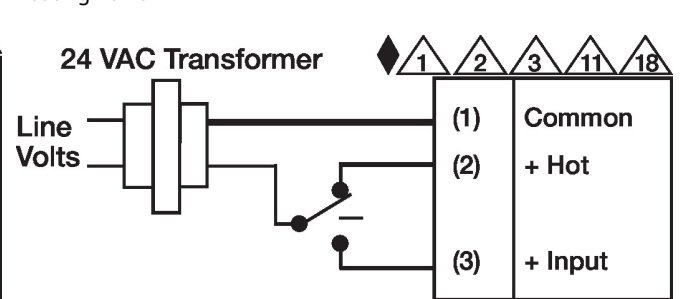 24 VAC Transformer
1 2 3 11 18
Line
Volts
(1) Common
(2) + Hot
(3) + Input